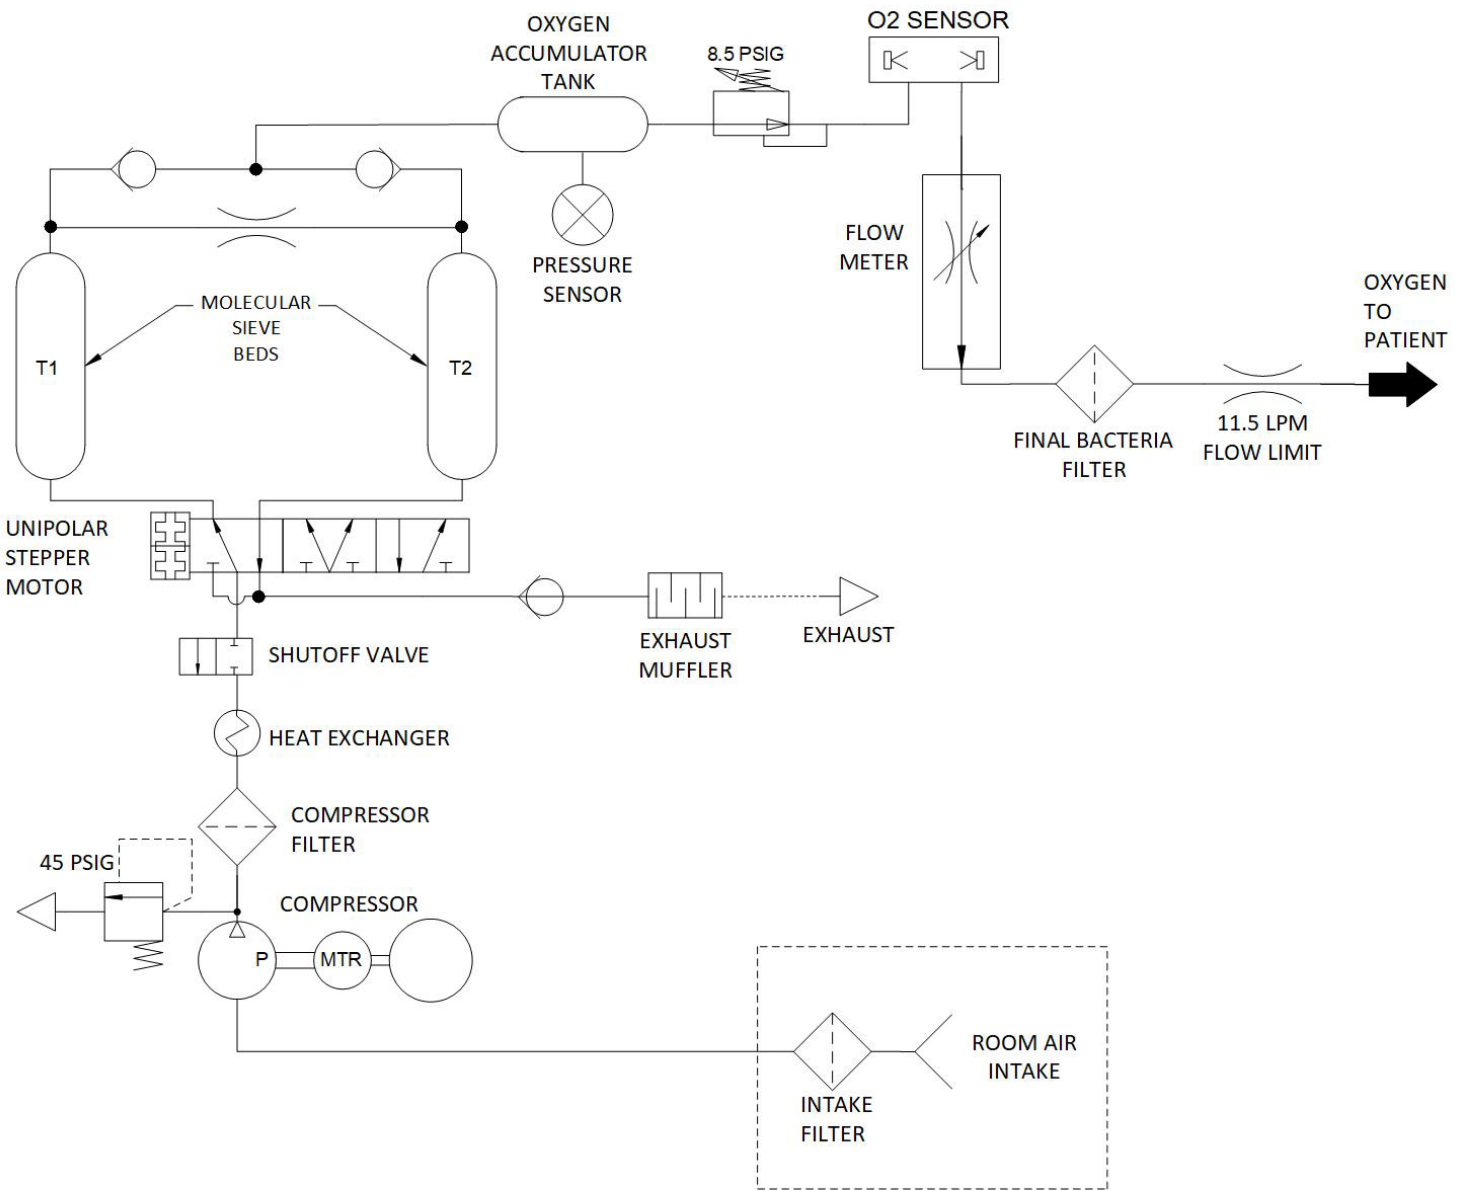 OXYGEN
ACCUMULATOR
TANK
8.5 PSIG
O2 SENSOR
PRESSURE
SENSOR
FLOW
METER
OXYGEN
TO
PATIENT
MOLECULAR
SIEVE
BEDS
T1
T2
FINAL BACTERIA
FILTER
11.5 LPM
FLOW LIMIT
UNIPOLAR
STEPPER
MOTOR
EXHAUST
MUFFLER
EXHAUST
SHUTOFF VALVE
HEAT EXCHANGER
COMPRESSOR
FILTER
45 PSIG
COMPRESSOR
P
MTR
ROOM AIR
INTAKE
INTAKE
FILTER